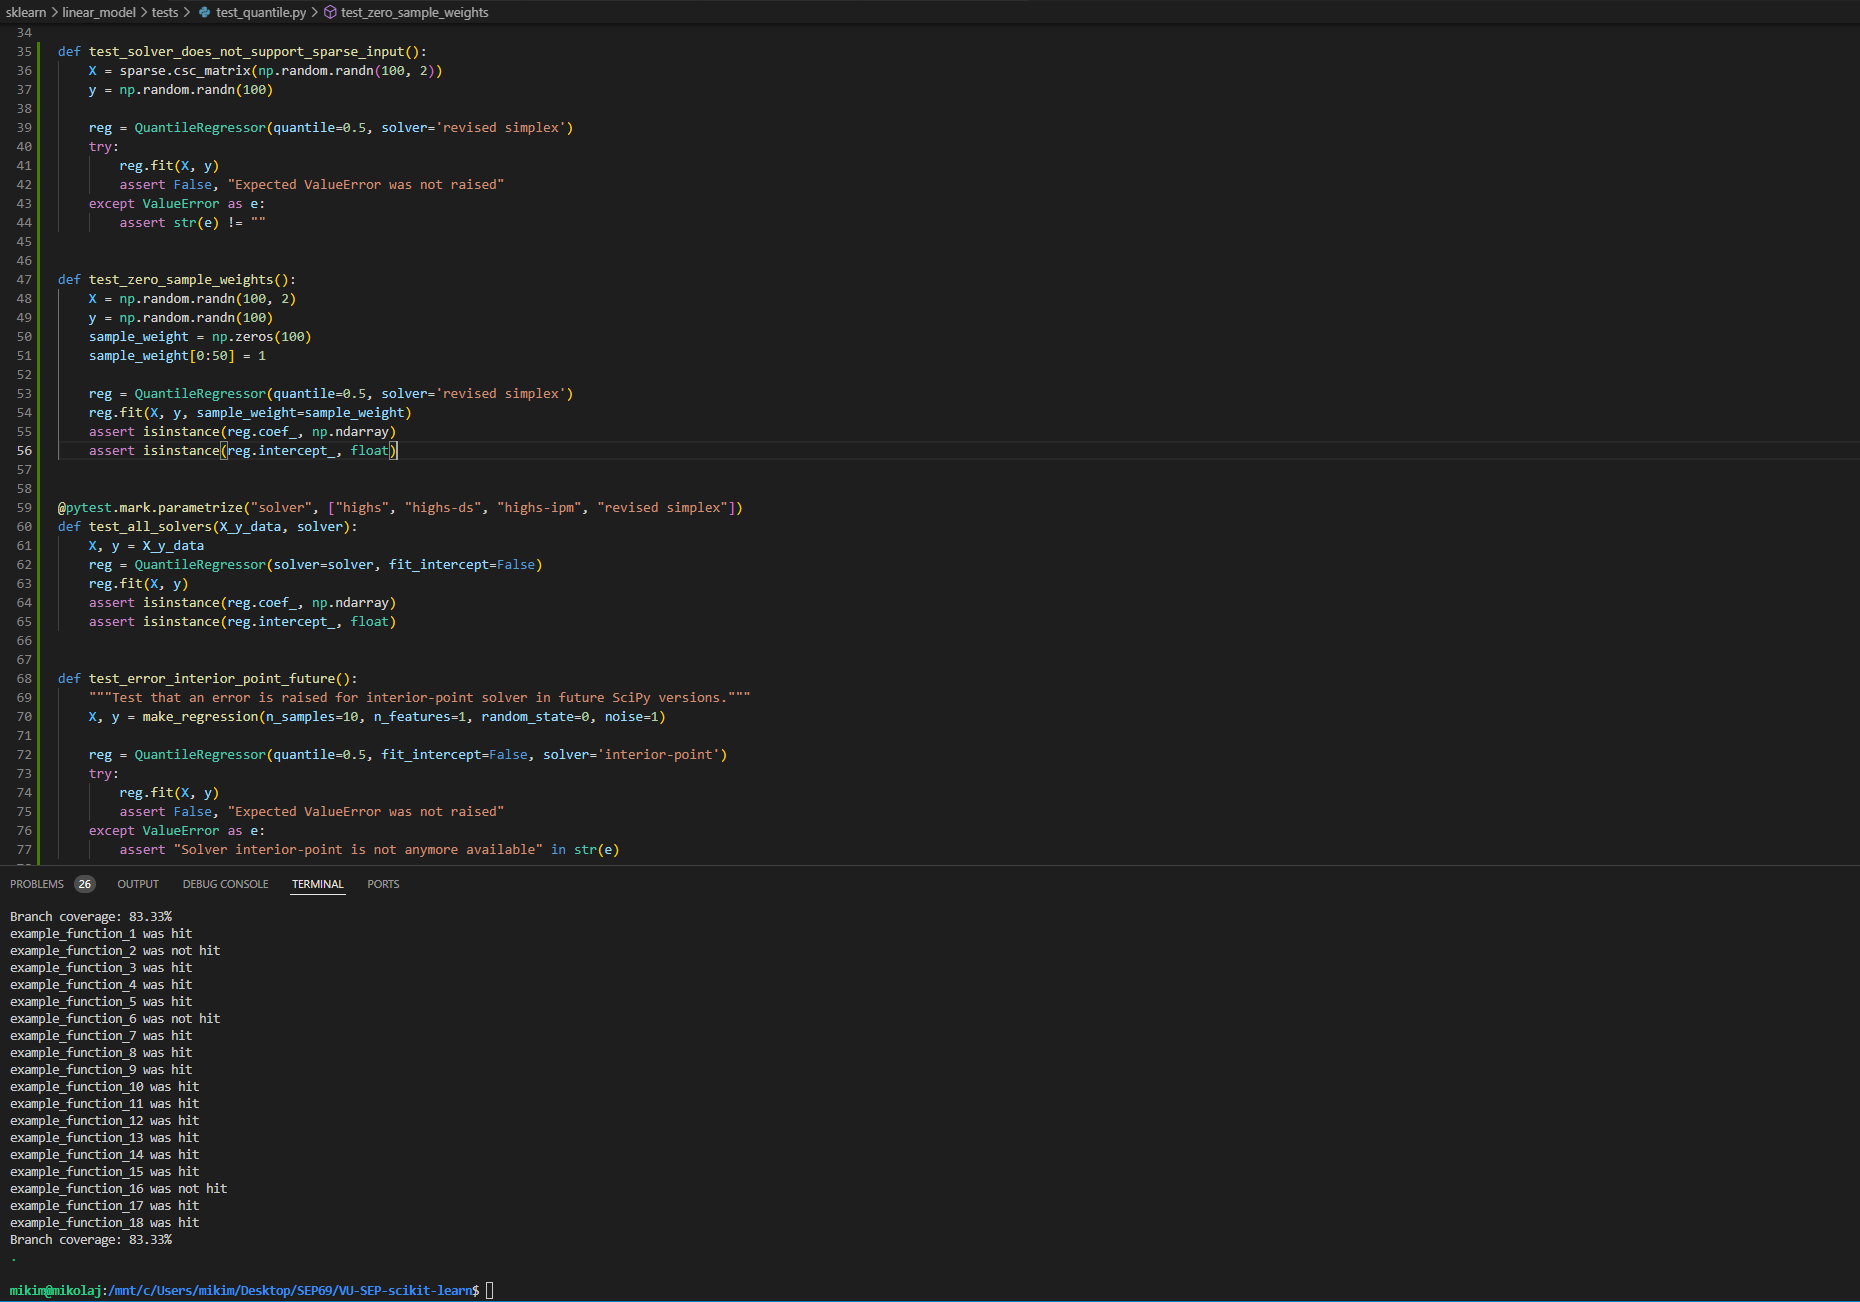 sklearn > linear_model > tests > test_quantile.py > test_zero_sample_weights
34
35 def test_solver_does_not_support_sparse_input():
36     X = sparse.csc_matrix(np.random.randn(100, 2))
37     y = np.random.randn(100)
38
39     reg = QuantileRegressor(quantile=0.5, solver='revised simplex')
40     try:
41         reg.fit(X, y)
42         assert False, "Expected ValueError was not raised"
43     except ValueError as e:
44         assert str(e) != ""
45
46
47 def test_zero_sample_weights():
48     X = np.random.randn(100, 2)
49     y = np.random.randn(100)
50     sample_weight = np.zeros(100)
51     sample_weight[0:50] = 1
52
53     reg = QuantileRegressor(quantile=0.5, solver='revised simplex')
54     reg.fit(X, y, sample_weight=sample_weight)
55     assert isinstance(reg.coef_, np.ndarray)
56     assert isinstance(reg.intercept_, float)
57
58
59 @pytest.mark.parametrize("solver", ["highs", "highs-ds", "highs-ipm", "revised simplex"])
60 def test_all_solvers(X_y_data, solver):
61     X, y = X_y_data
62     reg = QuantileRegressor(solver=solver, fit_intercept=False)
63     reg.fit(X, y)
64     assert isinstance(reg.coef_, np.ndarray)
65     assert isinstance(reg.intercept_, float)
66
67
68 def test_error_interior_point_future():
69     """Test that an error is raised for interior-point solver in future SciPy versions."""
70     X, y = make_regression(n_samples=10, n_features=1, random_state=0, noise=1)
71
72     reg = QuantileRegressor(quantile=0.5, fit_intercept=False, solver='interior-point')
73     try:
74         reg.fit(X, y)
75         assert False, "Expected ValueError was not raised"
76     except ValueError as e:
77         assert "Solver interior-point is not anymore available" in str(e)
PROBLEMS 26 OUTPUT DEBUG CONSOLE TERMINAL PORTS
Branch coverage: 83.33%
example_function_1 was hit
example_function_2 was not hit
example_function_3 was hit
example_function_4 was hit
example_function_5 was hit
example_function_6 was not hit
example_function_7 was hit
example_function_8 was hit
example_function_9 was hit
example_function_10 was hit
example_function_11 was hit
example_function_12 was hit
example_function_13 was hit
example_function_14 was hit
example_function_15 was hit
example_function_16 was not hit
example_function_17 was hit
example_function_18 was hit
Branch coverage: 83.33%
.
mikim@mikolaj:/mnt/c/Users/mikim/Desktop/SEP69/VU-SEP-scikit-learn$